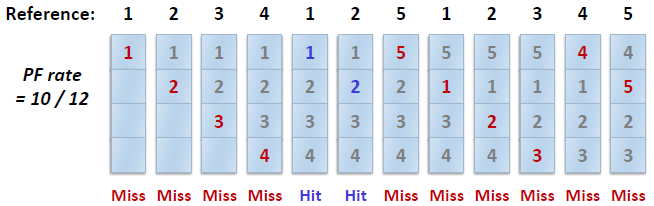 Reference: 1 2 3 4 1 2 5 1 2 3 4 5
1 1 1 1 1 1 5 5 5 5 4 4
PF rate
2 2 2 2 2 2 1 1 1 1 5
= 10 / 12
3 3 3 3 3 3 2 2 2 2
4 4 4 4 4 4 3 3 3
Miss Miss Miss Miss Hit Hit Miss Miss Miss Miss Miss Miss